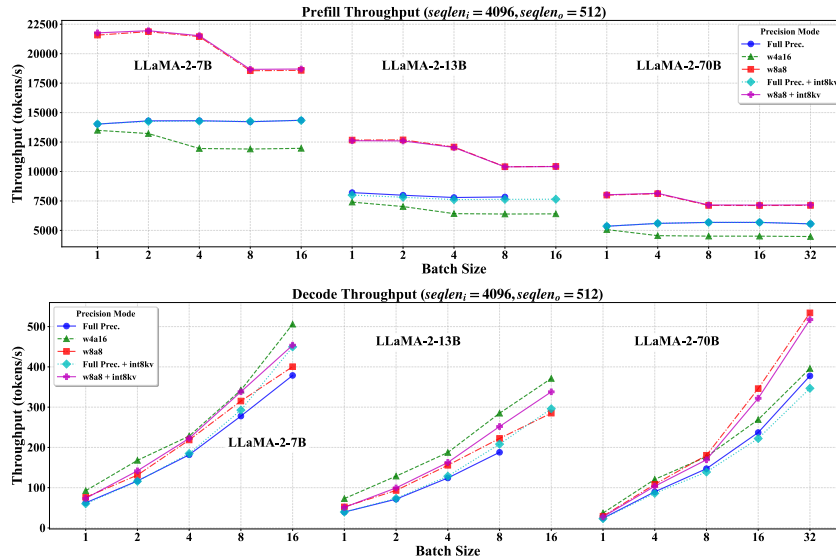 Prefill Throughput (seqlen_i = 4096, seqlen_o = 512)
Throughput (tokens/s)
22500
20000
17500
15000
12500
10000
7500
5000
LLaMA-2-7B
LLaMA-2-13B
LLaMA-2-70B
Precision Mode
Full Prec.
w4a16
w8a8
Full Prec. + int8kv
w8a8 + int8kv
1 2 4 8 16 1 2 4 8 16 1 4 8 16 32
Batch Size
Decode Throughput (seqlen_i = 4096, seqlen_o = 512)
Throughput (tokens/s)
500
400
300
200
100
0
Precision Mode
Full Prec.
w4a16
w8a8
Full Prec. + int8kv
w8a8 + int8kv
LLaMA-2-7B
LLaMA-2-13B
LLaMA-2-70B
1 2 4 8 16 1 2 4 8 16 1 4 8 16 32
Batch Size